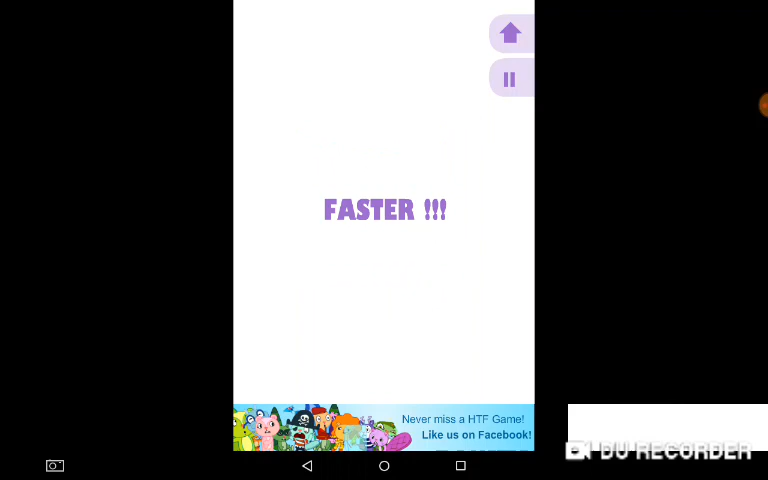 FASTER !!!
Never miss a HTF Game!
Like us on Facebook!
DU RECORDER